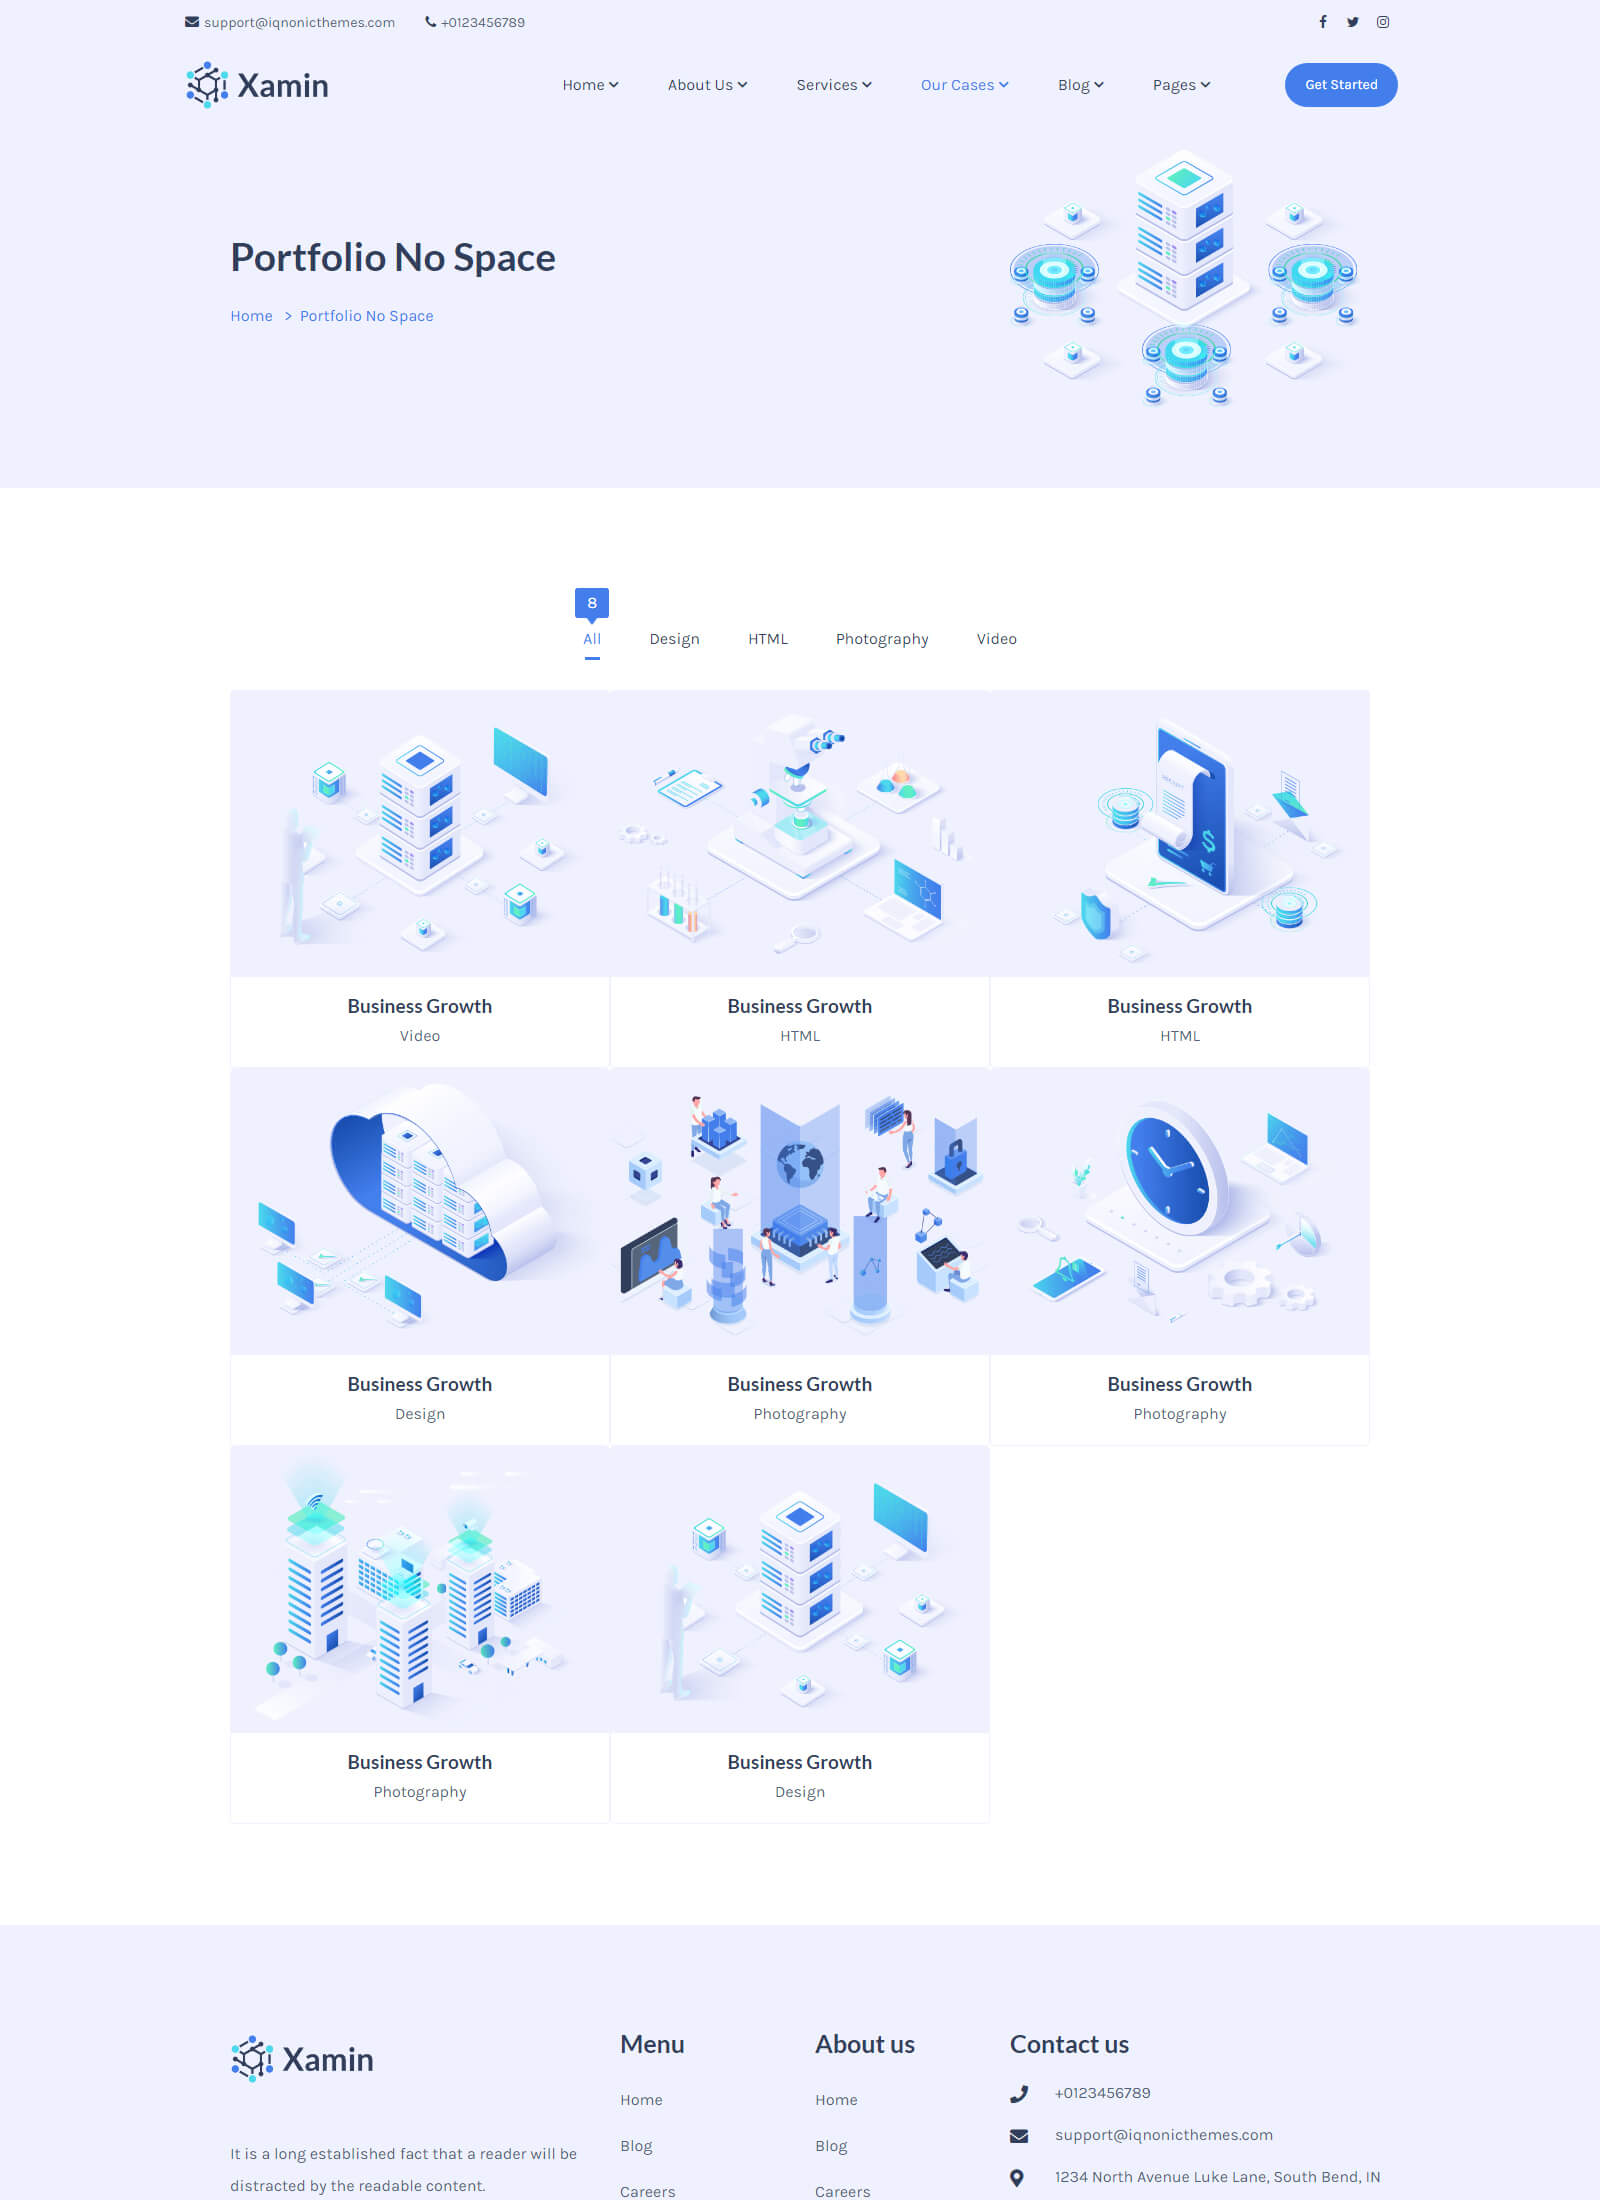 support@iqnonicthemes.com +0123456789
Xamin Home About Us Services Our Cases Blog Pages Get Started
Portfolio No Space
Home > Portfolio No Space
8
All Design HTML Photography Video
Business Growth Business Growth Business Growth
Video HTML HTML
Business Growth Business Growth Business Growth
Design Photography Photography
Business Growth Business Growth
Photography Design
Xamin
It is a long established fact that a reader will be
distracted by the readable content.
Menu
Home
Blog
Careers
About us
Home
Blog
Careers
Contact us
+0123456789
support@iqnonicthemes.com
1234 North Avenue Luke Lane, South Bend, IN